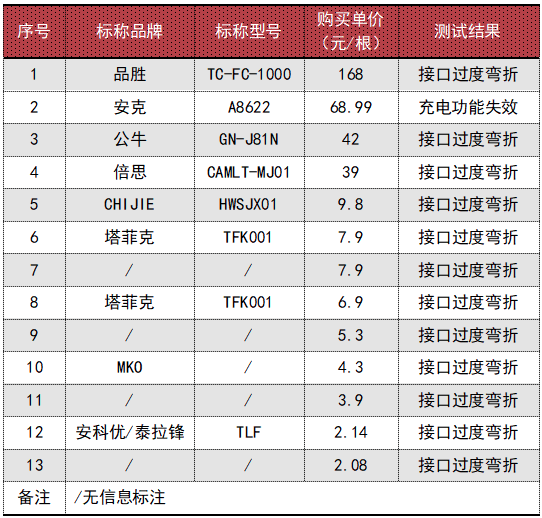 序号 标称品牌 标称型号 购买单价（元/根） 测试结果
1 品胜 TC-FC-1000 168 接口过度弯折
2 安克 A8622 68.99 充电功能失效
3 公牛 GN-J81N 42 接口过度弯折
4 倍思 CAMLT-MJ01 39 接口过度弯折
5 CHIJIE HWSJX01 9.8 接口过度弯折
6 塔菲克 TFK001 7.9 接口过度弯折
7 / / 7.9 接口过度弯折
8 塔菲克 TFK001 6.9 接口过度弯折
9 / / 5.3 接口过度弯折
10 MKO / 4.3 接口过度弯折
11 / / 3.9 接口过度弯折
12 安科优/泰拉锋 TLF 2.14 接口过度弯折
13 / / 2.08 接口过度弯折
备注 /无信息标注